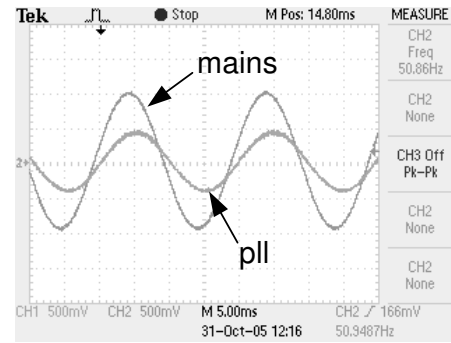 Tek Stop M Pos: 14.80ms MEASURE
CH2
Freq
50.86Hz
mains
CH2
None
CH3 Off
Pk-Pk
2
CH2
None
pll
CH2
None
CH1 500mV CH2 500mV M 5.00ms CH2 166mV
31-Oct-05 12:16 50.9487Hz